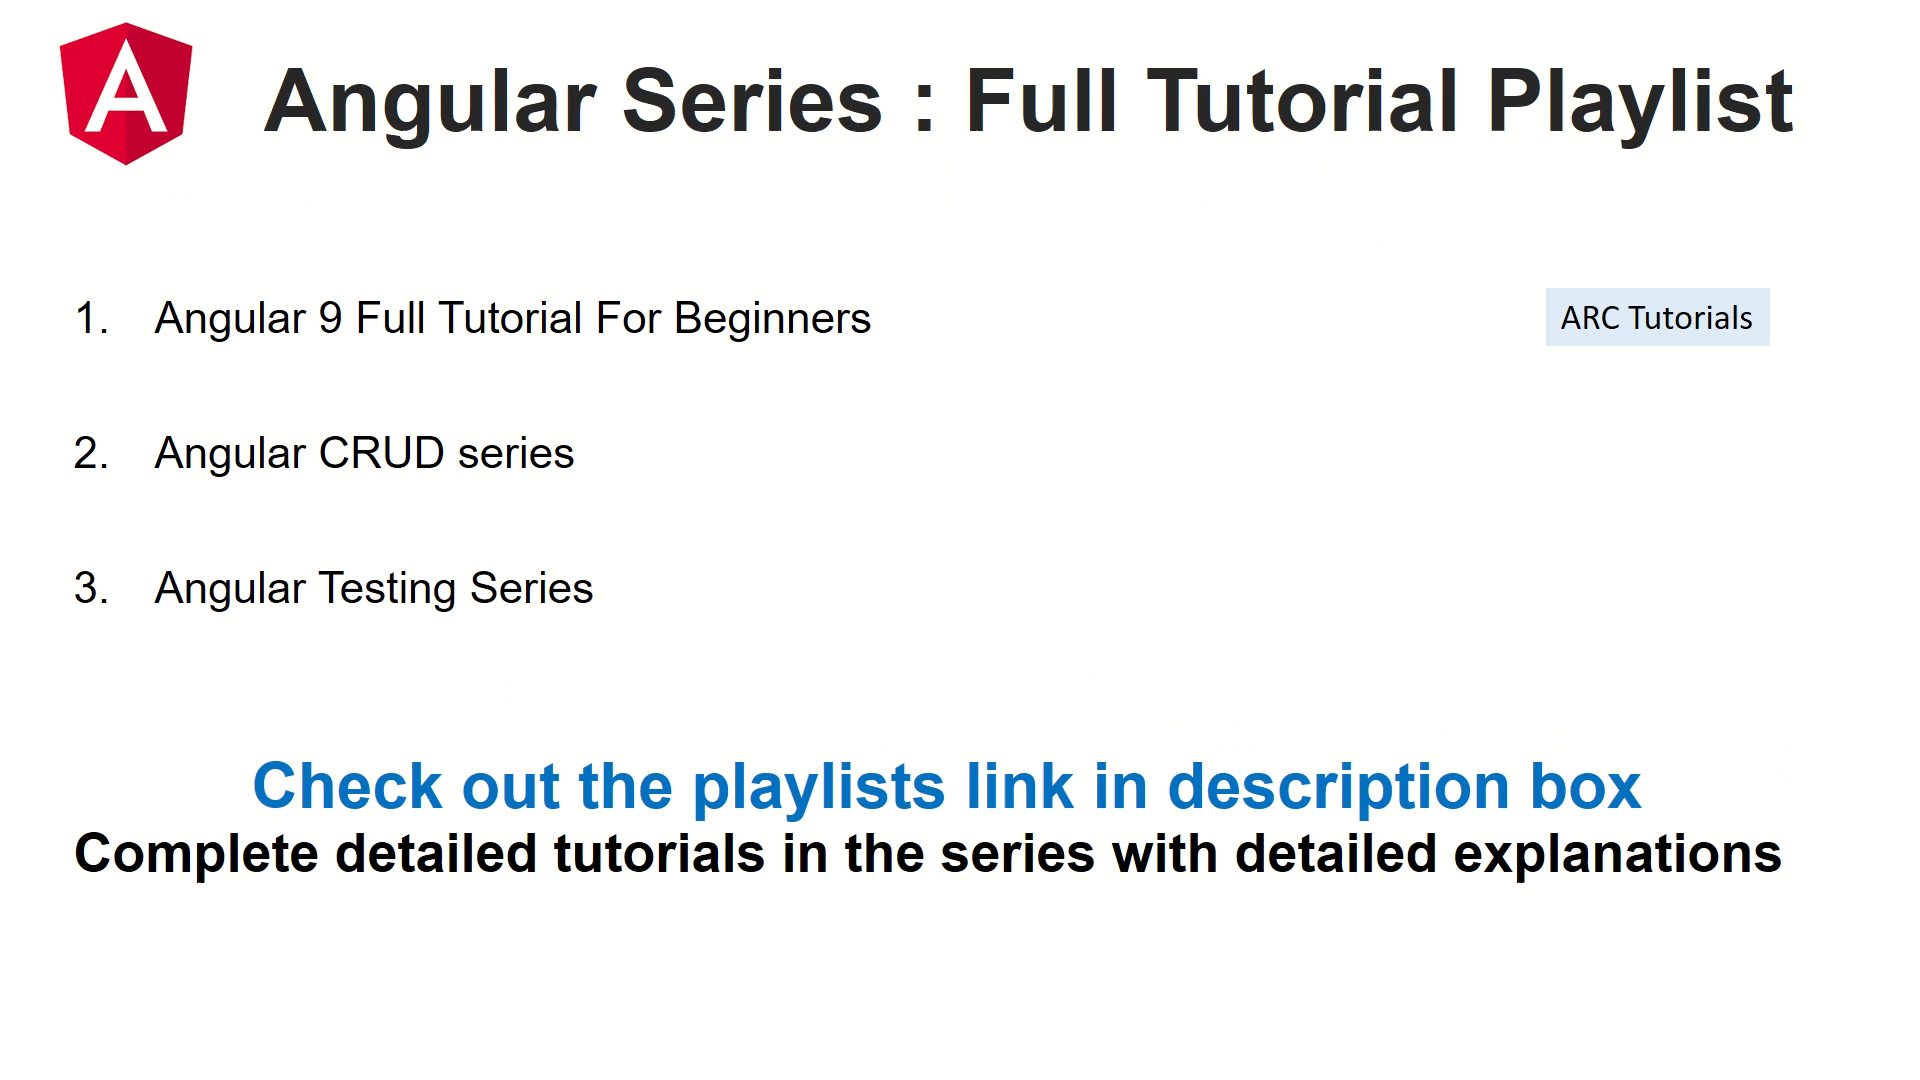 Angular Series : Full Tutorial Playlist
1. Angular 9 Full Tutorial For Beginners
ARC Tutorials
2. Angular CRUD series
3. Angular Testing Series
Check out the playlists link in description box
Complete detailed tutorials in the series with detailed explanations